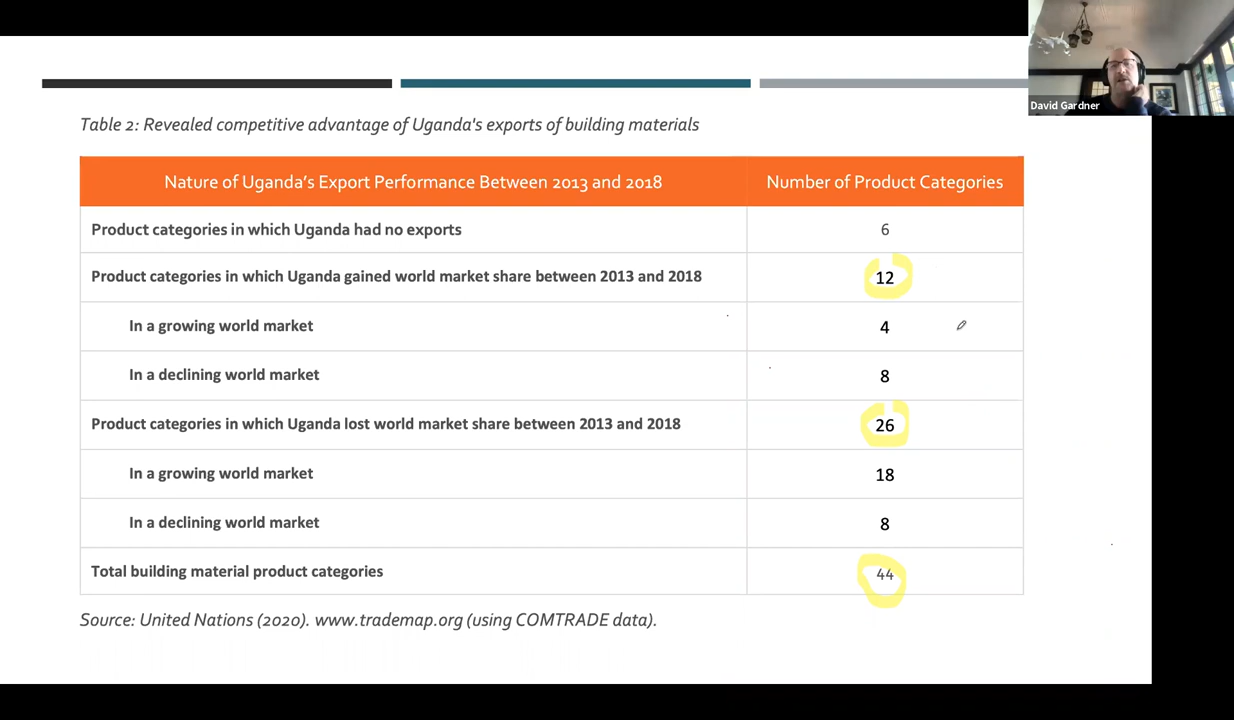 David Gardner
Table 2: Revealed competitive advantage of Uganda's exports of building materials
Nature of Uganda's Export Performance Between 2013 and 2018 Number of Product Categories
Product categories in which Uganda had no exports 6
Product categories in which Uganda gained world market share between 2013 and 2018 12
In a growing world market 4
In a declining world market 8
Product categories in which Uganda lost world market share between 2013 and 2018 26
In a growing world market 18
In a declining world market 8
Total building material product categories 44
Source: United Nations (2020). www.trademap.org (using COMTRADE data).